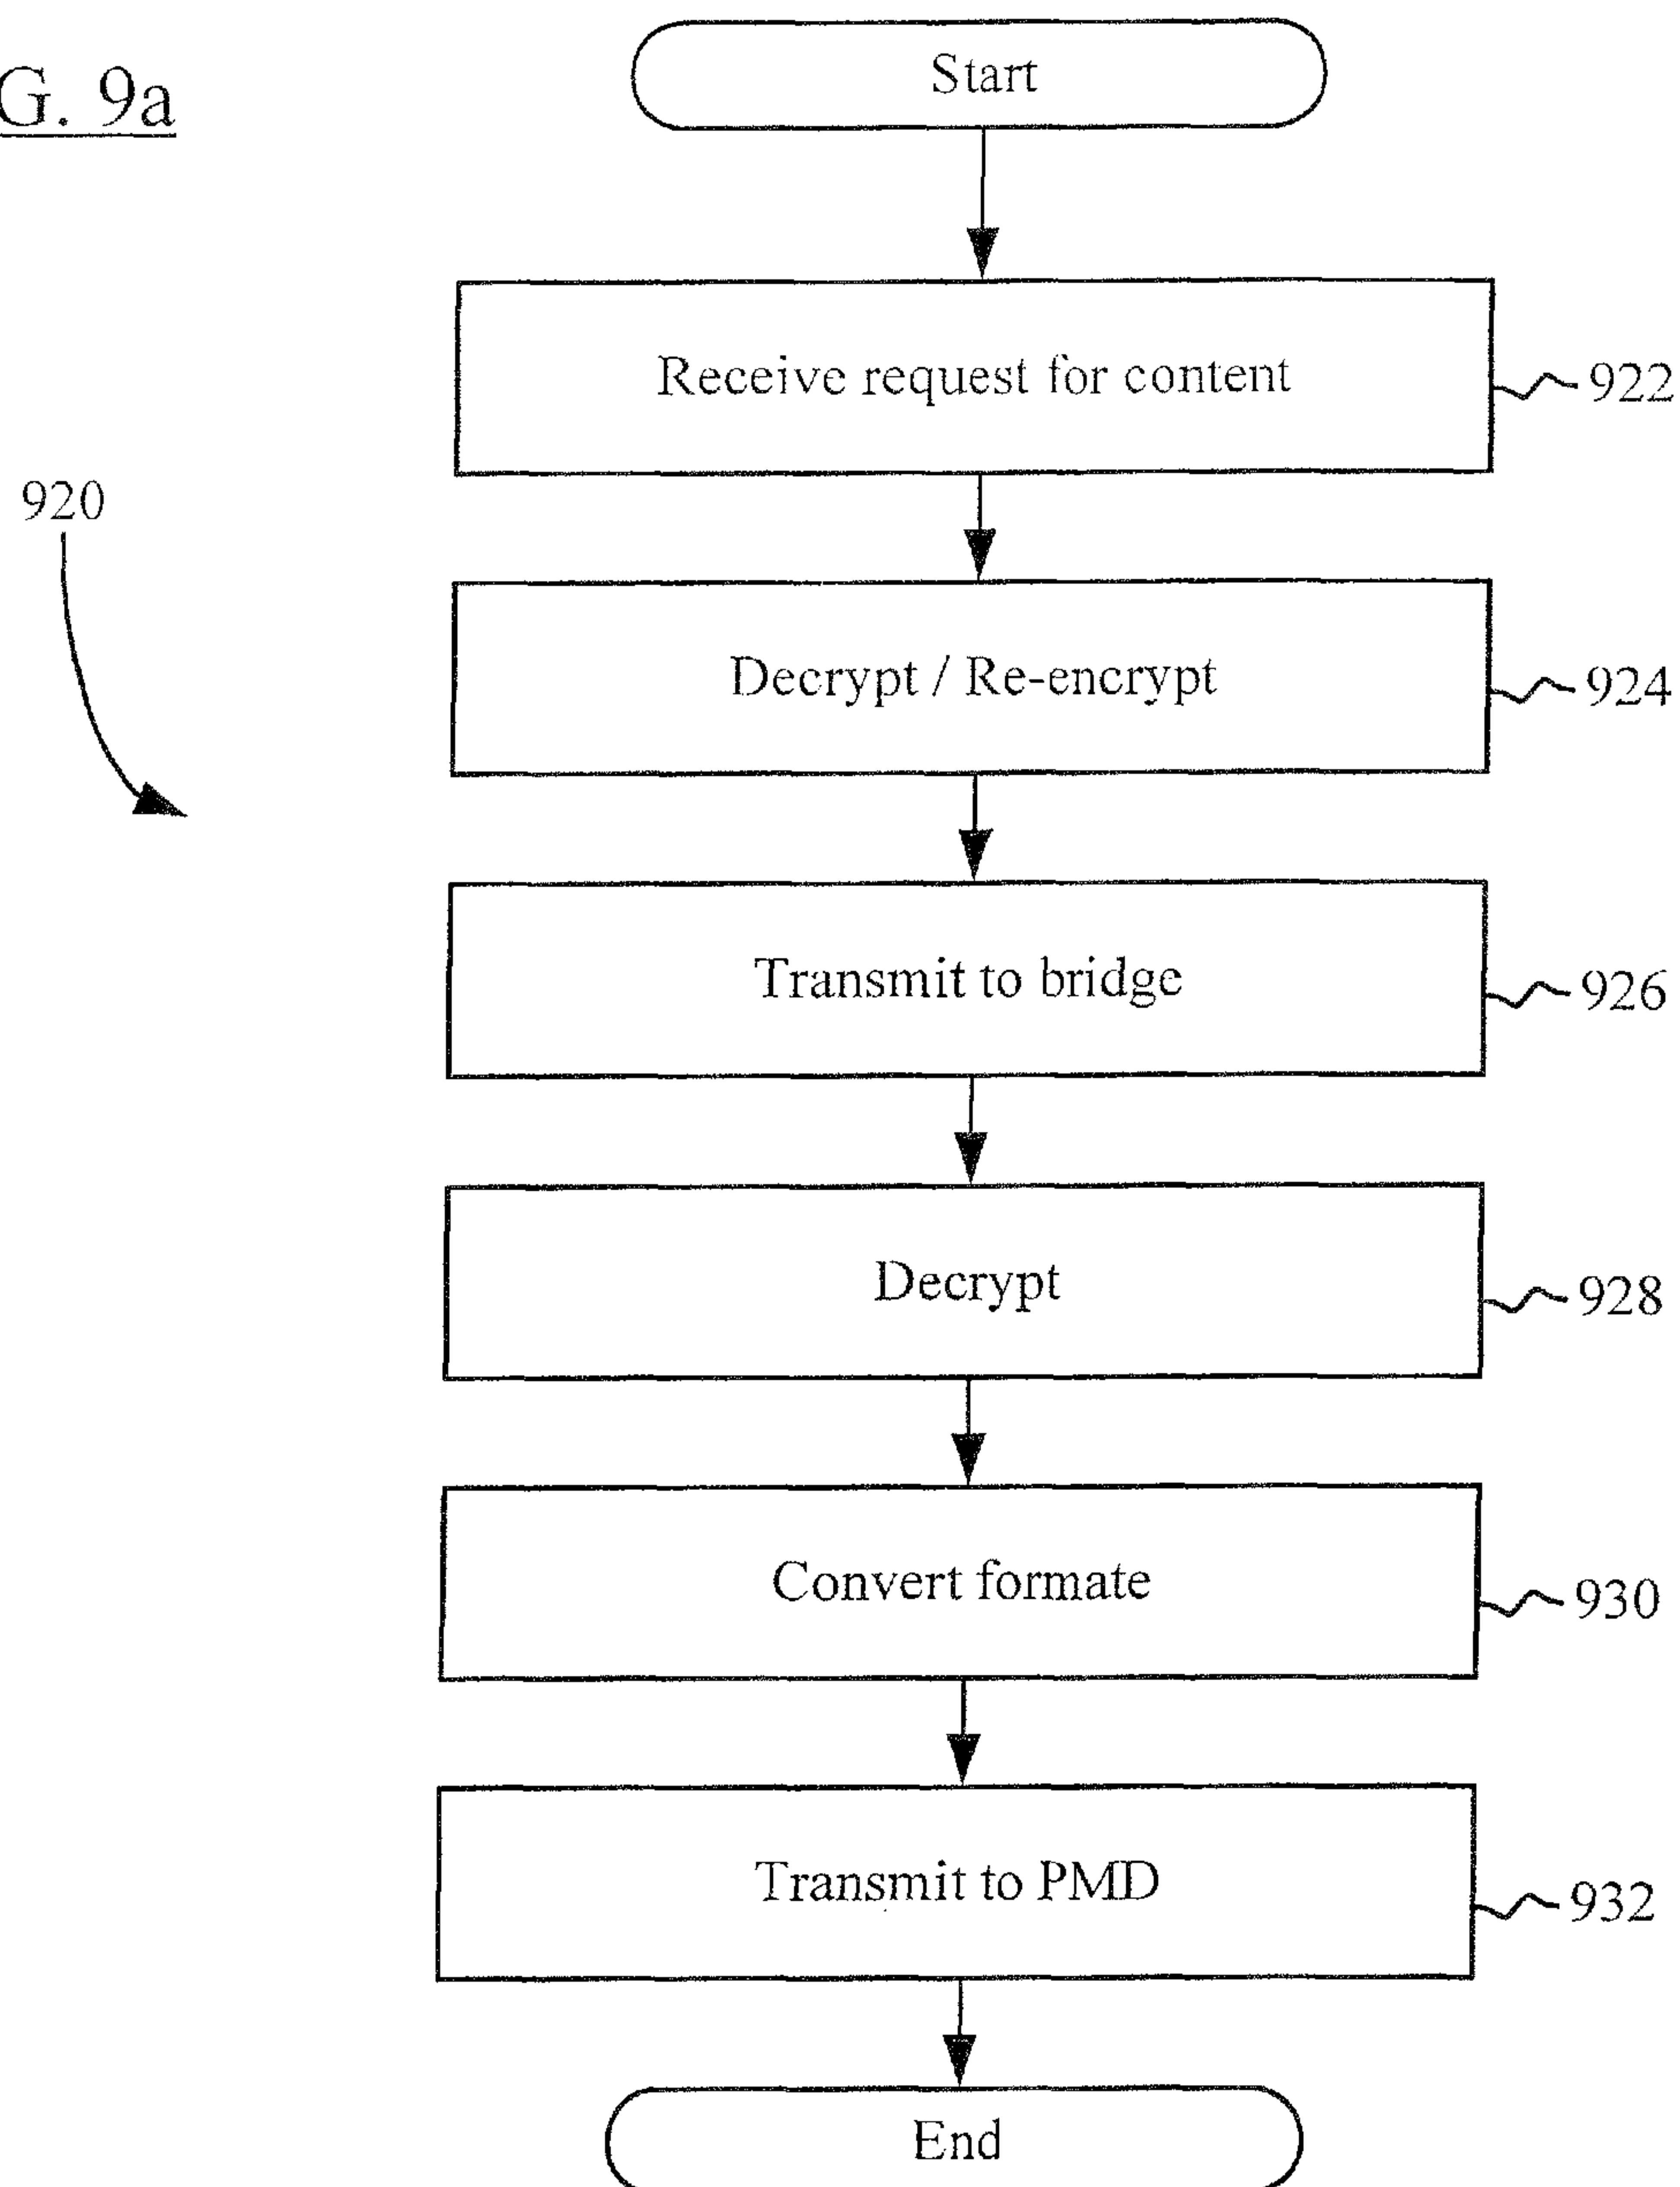 G. 9a
Start
Receive request for content
922
920
Decrypt / Re-encrypt
924
Transmit to bridge
926
Decrypt
928
Convert formate
930
Transmit to PMD
932
End